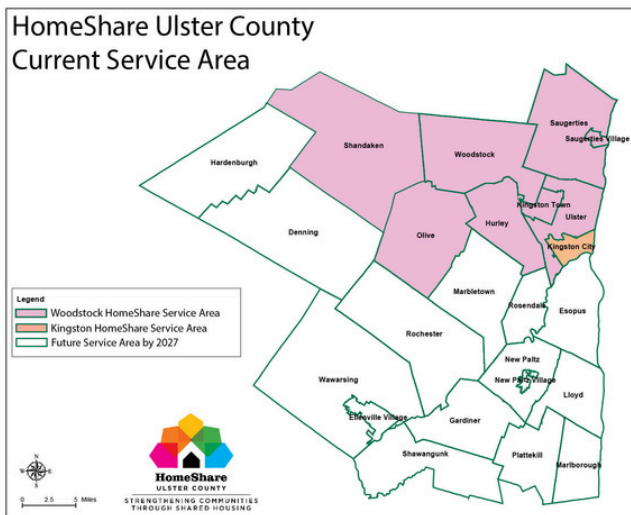 HomeShare Ulster County
Current Service Area
Saugerties
Saugerties Village
Shandaken
Woodstock
Hardenburgh
Kingston Town
Ulster
Hurley
Olive
Denning
Kingston City
Marbletown
Rosendale
Esopus
Legend
Woodstock HomeShare Service Area
Kingston HomeShare Service Area
Future Service Area by 2027
Rochester
New Paltz
New Paltz Village
Wawarsing
Lloyd
Ellenville Village
Gardiner
Shawangunk
Plattekill
Marlborough
HomeShare
ULSTER COUNTY
STRENGTHENING COMMUNITIES
THROUGH SHARED HOUSING
N
W E
S
0 2.5 5 Miles